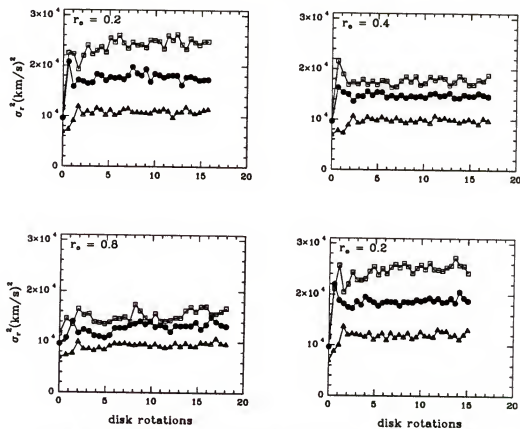 r₀ = 0.2
3×10⁴
2×10⁴
10⁴
0
σᵣ²(km/s)²
0 5 10 15 20
r₀ = 0.4
3×10⁴
2×10⁴
10⁴
0
0 5 10 15 20
r₀ = 0.8
3×10⁴
2×10⁴
10⁴
0
σᵣ²(km/s)²
0 5 10 15 20
disk rotations
r₀ = 0.2
3×10⁴
2×10⁴
10⁴
0
0 5 10 15 20
disk rotations